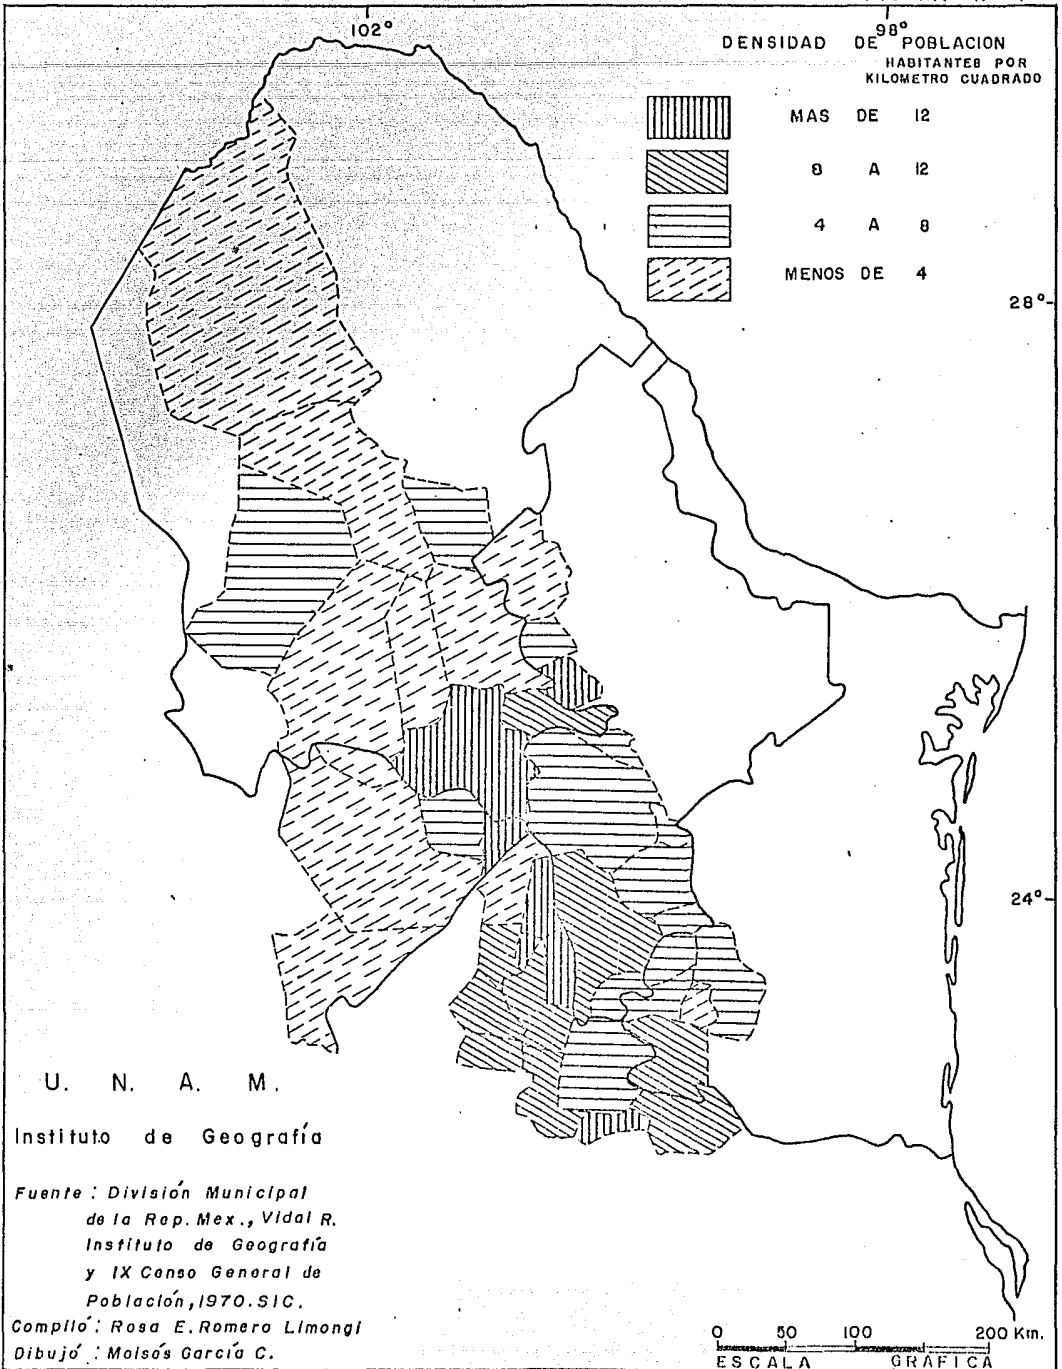 102°
98°
DENSIDAD DE POBLACION
HABITANTES POR
KILOMETRO CUADRADO
MAS DE 12
8 A 12
4 A 8
MENOS DE 4
28°
24°
U. N. A. M.
Instituto de Geografía
Fuente : División Municipal
de la Rep. Mex., Vidal R.
Instituto de Geografía
y IX Censo General de
Población, 1970. SIC.
Compiló : Rosa E. Romero Limongi
Dibujó : Moisés García C.
0 50 100 200 Km.
ESCALA GRÁFICA